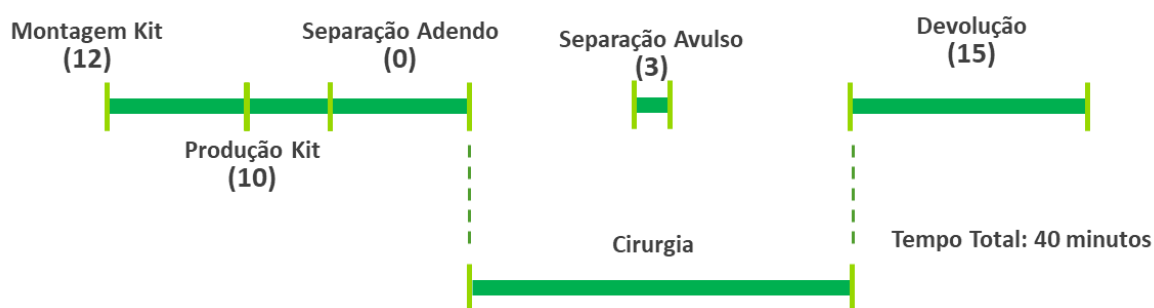 Montagem Kit
(12)
Separação Adendo
(0)
Separação Avulso
(3)
Devolução
(15)
Produção Kit
(10)
Cirurgia
Tempo Total: 40 minutos